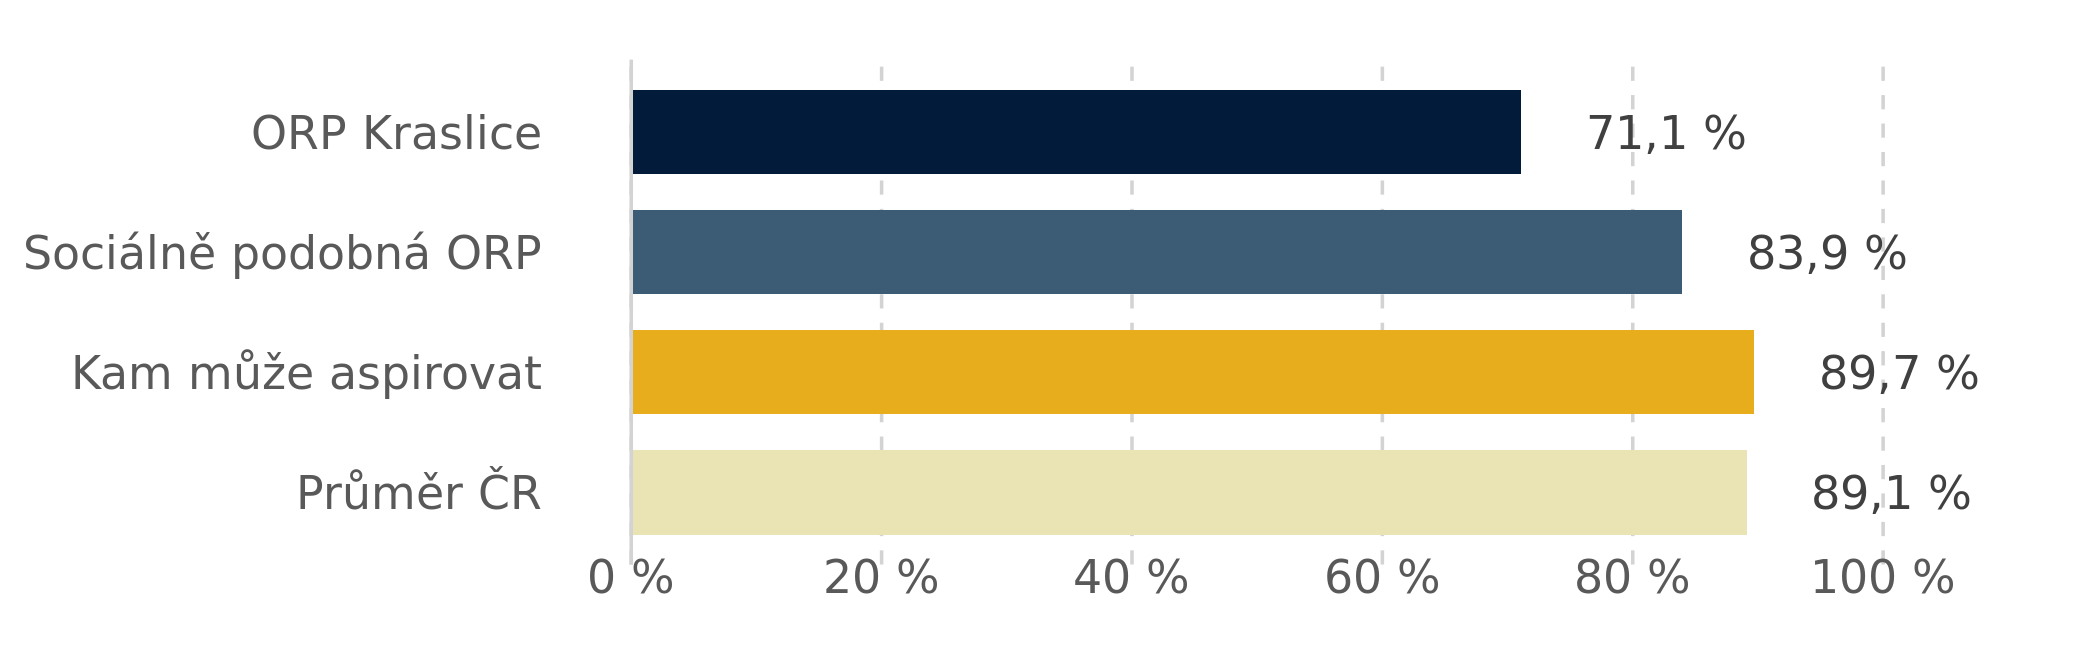 ORP Kraslice 71,1 %
Sociálně podobná ORP 83,9 %
Kam může aspirovat 89,7 %
Průměr ČR 89,1 %
0 % 20 % 40 % 60 % 80 % 100 %